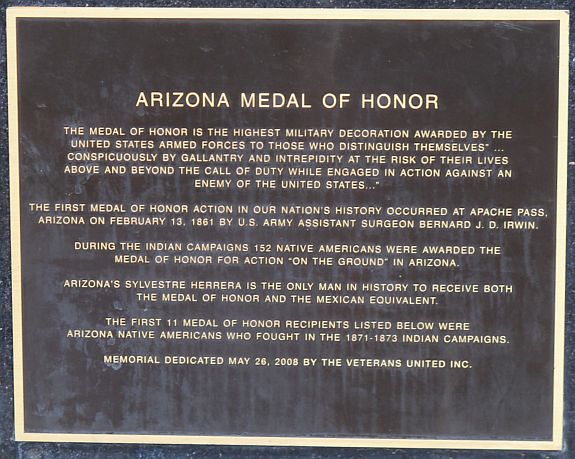 ARIZONA MEDAL OF HONOR
THE MEDAL OF HONOR IS THE HIGHEST MILITARY DECORATION AWARDED BY THE
UNITED STATES ARMED FORCES TO THOSE WHO DISTINGUISH THEMSELVES" ...
CONSPICUOUSLY BY GALLANTRY AND INTREPIDITY AT THE RISK OF THEIR LIVES
ABOVE AND BEYOND THE CALL OF DUTY WHILE ENGAGED IN ACTION AGAINST AN
ENEMY OF THE UNITED STATES..."
THE FIRST MEDAL OF HONOR ACTION IN OUR NATION'S HISTORY OCCURRED AT APACHE PASS,
ARIZONA ON FEBRUARY 13, 1861 BY U.S. ARMY ASSISTANT SURGEON BERNARD J. D. IRWIN.
DURING THE INDIAN CAMPAIGNS 152 NATIVE AMERICANS WERE AWARDED THE
MEDAL OF HONOR FOR ACTION "ON THE GROUND" IN ARIZONA.
ARIZONA'S SYLVESTRE HERRERA IS THE ONLY MAN IN HISTORY TO RECEIVE BOTH
THE MEDAL OF HONOR AND THE MEXICAN EQUIVALENT.
THE FIRST 11 MEDAL OF HONOR RECIPIENTS LISTED BELOW WERE
ARIZONA NATIVE AMERICANS WHO FOUGHT IN THE 1871-1873 INDIAN CAMPAIGNS.
MEMORIAL DEDICATED MAY 26, 2008 BY THE VETERANS UNITED INC.